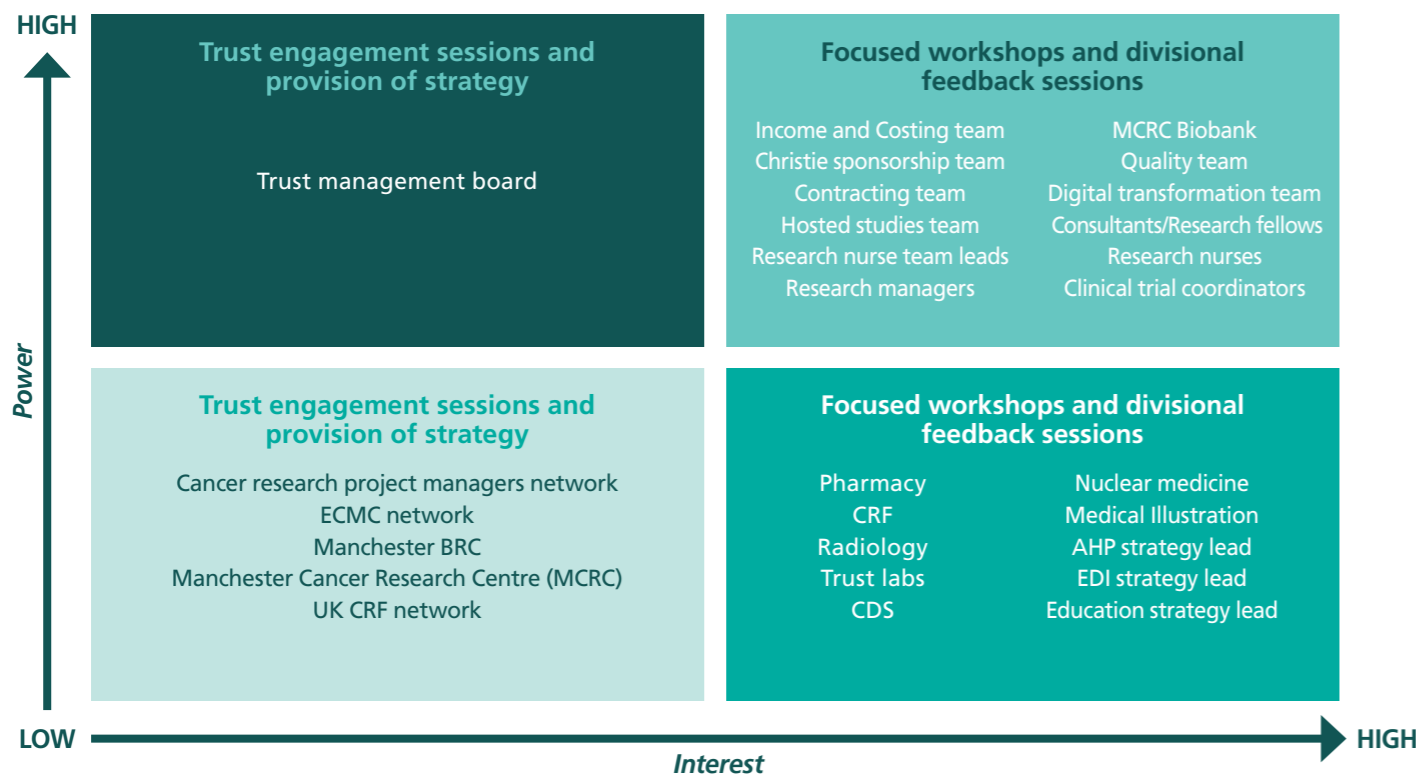 HIGH
Trust engagement sessions and
provision of strategy
Trust management board
Focused workshops and divisional
feedback sessions
Income and Costing team
Christie sponsorship team
Contracting team
Hosted studies team
Research nurse team leads
Research managers
MCRC Biobank
Quality team
Digital transformation team
Consultants/Research fellows
Research nurses
Clinical trial coordinators
Power
Trust engagement sessions and
provision of strategy
Cancer research project managers network
ECMC network
Manchester BRC
Manchester Cancer Research Centre (MCRC)
UK CRF network
Focused workshops and divisional
feedback sessions
Pharmacy
CRF
Radiology
Trust labs
CDS
Nuclear medicine
Medical Illustration
AHP strategy lead
EDI strategy lead
Education strategy lead
LOW
HIGH
Interest